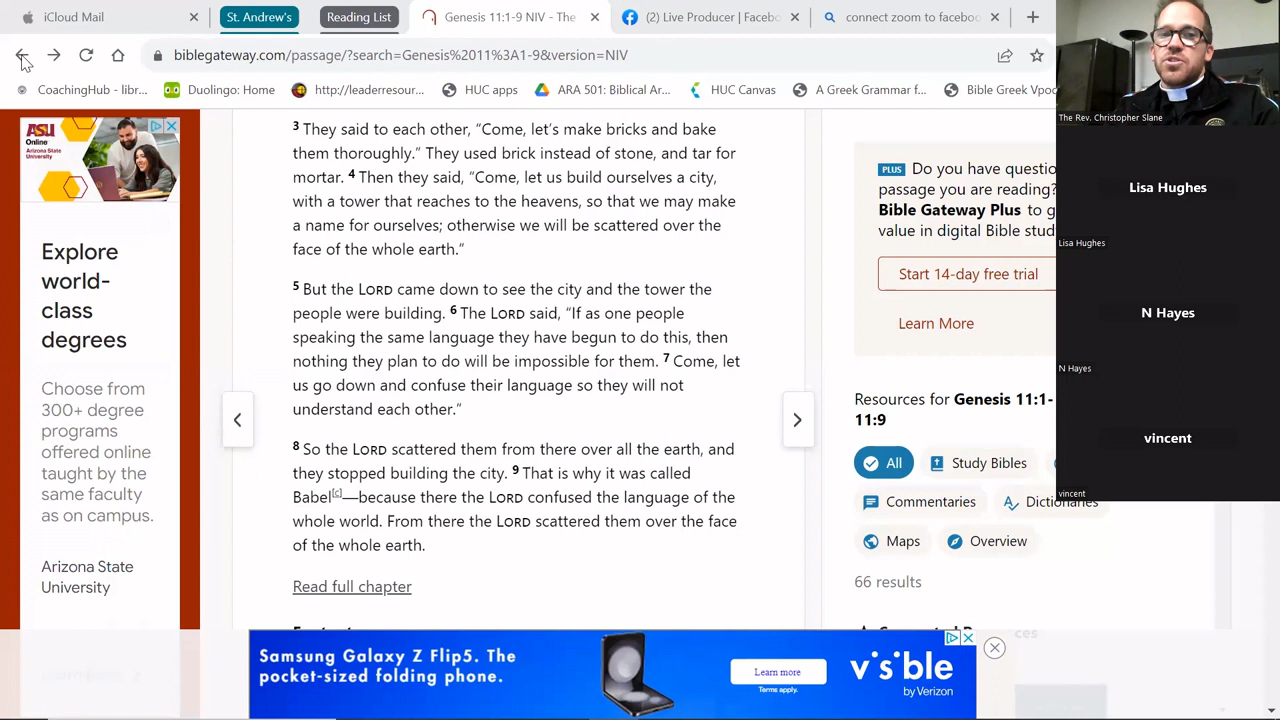 iCloud Mail
St. Andrew's
Reading List
Genesis 11:1-9 NIV - The
(2) Live Producer | Facebo
connect zoom to faceboo
biblegateway.com/passage/?search=Genesis%2011%3A1-9&version=NIV
CoachingHub - libr...
Duolingo: Home
http://leaderresour...
HUC apps
ARA 501: Biblical Ar...
HUC Canvas
A Greek Grammar f...
Bible Greek Vpod
The Rev. Christopher Slane
Lisa Hughes
Lisa Hughes
N Hayes
N Hayes
vincent
vincent
ASU
Online
Arizona State
University
Explore
world-
class
degrees
Choose from
300+ degree
programs
offered online
taught by the
same faculty
as on campus.
Arizona State
University
3 They said to each other, “Come, let’s make bricks and bake
them thoroughly.” They used brick instead of stone, and tar for
mortar. 4 Then they said, “Come, let us build ourselves a city,
with a tower that reaches to the heavens, so that we may make
a name for ourselves; otherwise we will be scattered over the
face of the whole earth.”
5 But the LORD came down to see the city and the tower the
people were building. 6 The LORD said, “If as one people
speaking the same language they have begun to do this, then
nothing they plan to do will be impossible for them. 7 Come, let
us go down and confuse their language so they will not
understand each other.”
8 So the LORD scattered them from there over all the earth, and
they stopped building the city. 9 That is why it was called
Babel[c]—because there the LORD confused the language of the
whole world. From there the LORD scattered them over the face
of the whole earth.
Read full chapter
PLUS Do you have questio
passage you are reading?
Bible Gateway Plus to g
value in digital Bible stud
Start 14-day free trial
Learn More
Resources for Genesis 11:1-
11:9
All
Study Bibles
Commentaries
Dictionaries
Maps
Overview
66 results
Samsung Galaxy Z Flip5. The
pocket-sized folding phone.
Learn more
Terms apply.
visible
by Verizon